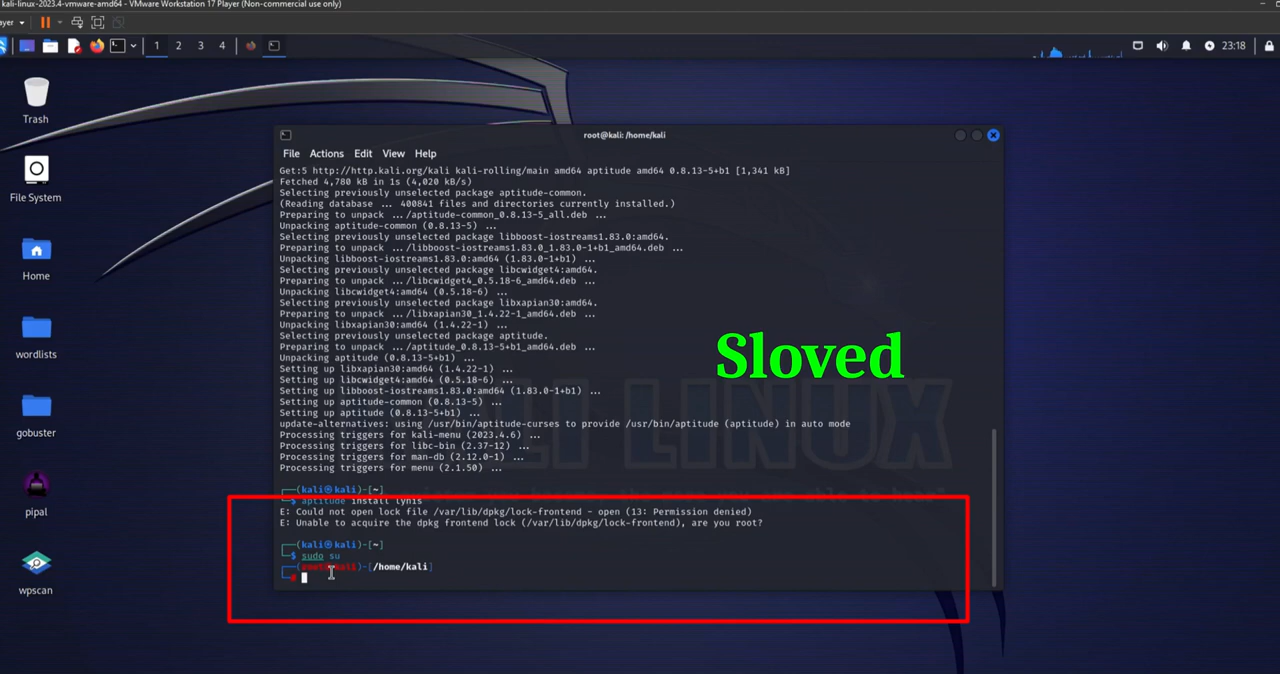 kali-linux-2023.4-vmware-amd64 - VMware Workstation 17 Player (Non-commercial use only)
ayer
1 2 3 4
23:18
Trash
File System
Home
wordlists
gobuster
pipal
wpscan
root@kali: /home/kali
File Actions Edit View Help
Get:5 http://http.kali.org/kali kali-rolling/main amd64 aptitude amd64 0.8.13-5+b1 [1,341 kB]
Fetched 4,780 kB in 1s (4,020 kB/s)
Selecting previously unselected package aptitude-common.
(Reading database ... 400841 files and directories currently installed.)
Preparing to unpack .../aptitude-common_0.8.13-5_all.deb ...
Unpacking aptitude-common (0.8.13-5) ...
Selecting previously unselected package libboost-iostreams1.83.0:amd64.
Preparing to unpack .../libboost-iostreams1.83.0_1.83.0-1+b1_amd64.deb ...
Unpacking libboost-iostreams1.83.0:amd64 (1.83.0-1+b1) ...
Selecting previously unselected package libcwidget4:amd64.
Preparing to unpack .../libcwidget4_0.5.18-6_amd64.deb ...
Unpacking libcwidget4:amd64 (0.5.18-6) ...
Selecting previously unselected package libxapian30:amd64.
Preparing to unpack .../libxapian30_1.4.22-1_amd64.deb ...
Unpacking libxapian30:amd64 (1.4.22-1) ...
Selecting previously unselected package aptitude.
Preparing to unpack .../aptitude_0.8.13-5+b1_amd64.deb ...
Unpacking aptitude (0.8.13-5+b1) ...
Setting up libxapian30:amd64 (1.4.22-1) ...
Setting up libcwidget4:amd64 (0.5.18-6) ...
Setting up libboost-iostreams1.83.0:amd64 (1.83.0-1+b1) ...
Setting up aptitude-common (0.8.13-5) ...
Setting up aptitude (0.8.13-5+b1) ...
update-alternatives: using /usr/bin/aptitude-curses to provide /usr/bin/aptitude (aptitude) in auto mode
Processing triggers for kali-menu (2023.4.6) ...
Processing triggers for libc-bin (2.37-12) ...
Processing triggers for man-db (2.12.0-1) ...
Processing triggers for menu (2.1.50) ...
Sloved
KALI LINUX
┌──(kali㉿kali)-[~]
└─$ aptitude install lynis
E: Could not open lock file /var/lib/dpkg/lock-frontend - open (13: Permission denied)
E: Unable to acquire the dpkg frontend lock (/var/lib/dpkg/lock-frontend), are you root?
┌──(kali㉿kali)-[~]
└─$ sudo su
┌──(root㉿kali)-[/home/kali]
└─#